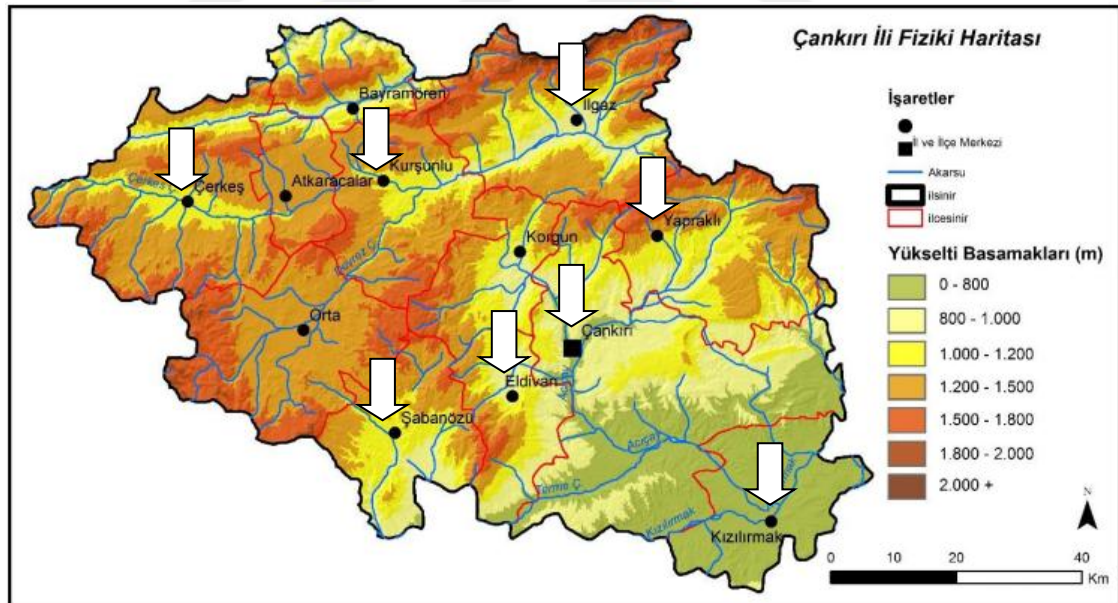 Çankırı İli Fiziki Haritası
İşaretler
İl ve İlçe Merkezi
Akarsu
ilsinir
ilcesinir
Yükselti Basamakları (m)
0 - 800
800 - 1.000
1.000 - 1.200
1.200 - 1.500
1.500 - 1.800
1.800 - 2.000
2.000 +
N
0
10
20
40
Km
Bayramören
Ilgaz
Kurşunlu
Çerkeş
Çerkeş
Atkaracalar
Yapraklı
Korgun
Devrez Ç.
Orta
Çankırı
Eldivan
Şabanözü
Terme Ç.
Kızılırmak
Kızılırmak